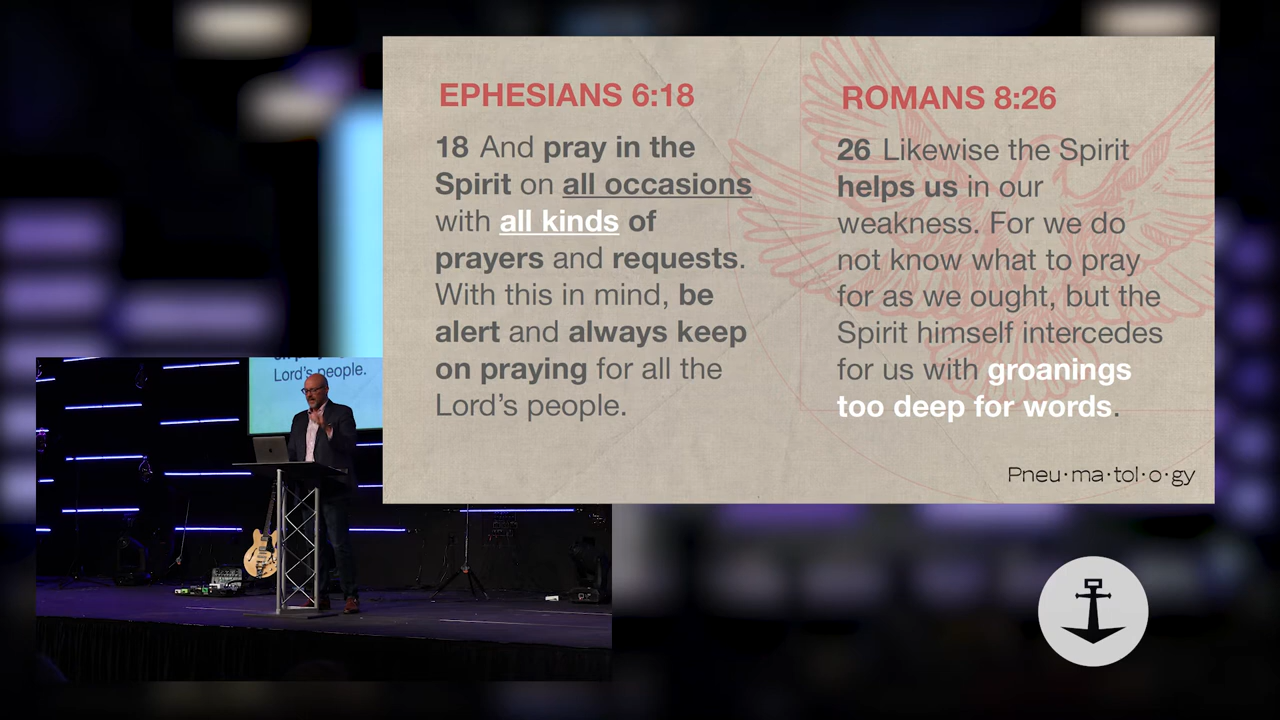 EPHESIANS 6:18
18 And pray in the
Spirit on all occasions
with all kinds of
prayers and requests.
With this in mind, be
alert and always keep
on praying for all the
Lord’s people.
ROMANS 8:26
26 Likewise the Spirit
helps us in our
weakness. For we do
not know what to pray
for as we ought, but the
Spirit himself intercedes
for us with groanings
too deep for words.
Pneu·ma·tol·o·gy
Lord’s people.